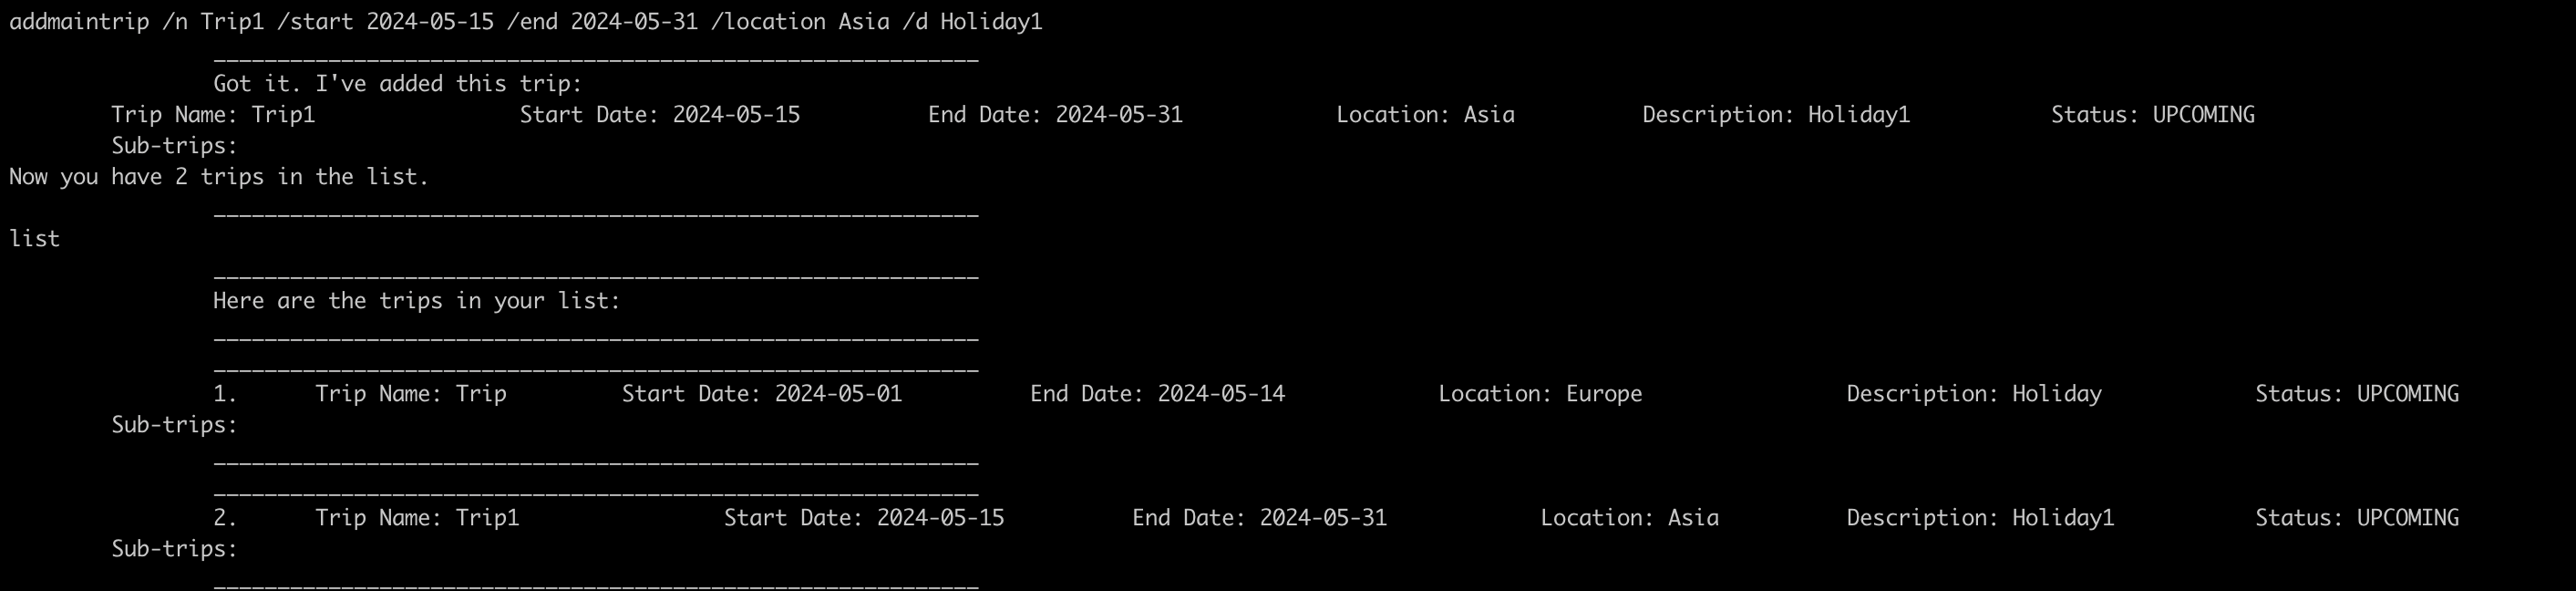 addmaintrip /n Trip1 /start 2024-05-15 /end 2024-05-31 /location Asia /d Holiday1
____________________________________________________________
Got it. I've added this trip:
Trip Name: Trip1 Start Date: 2024-05-15 End Date: 2024-05-31 Location: Asia Description: Holiday1 Status: UPCOMING
Sub-trips:
Now you have 2 trips in the list.
____________________________________________________________
list
____________________________________________________________
Here are the trips in your list:
____________________________________________________________
____________________________________________________________
1. Trip Name: Trip Start Date: 2024-05-01 End Date: 2024-05-14 Location: Europe Description: Holiday Status: UPCOMING
Sub-trips:
____________________________________________________________
____________________________________________________________
2. Trip Name: Trip1 Start Date: 2024-05-15 End Date: 2024-05-31 Location: Asia Description: Holiday1 Status: UPCOMING
Sub-trips:
____________________________________________________________